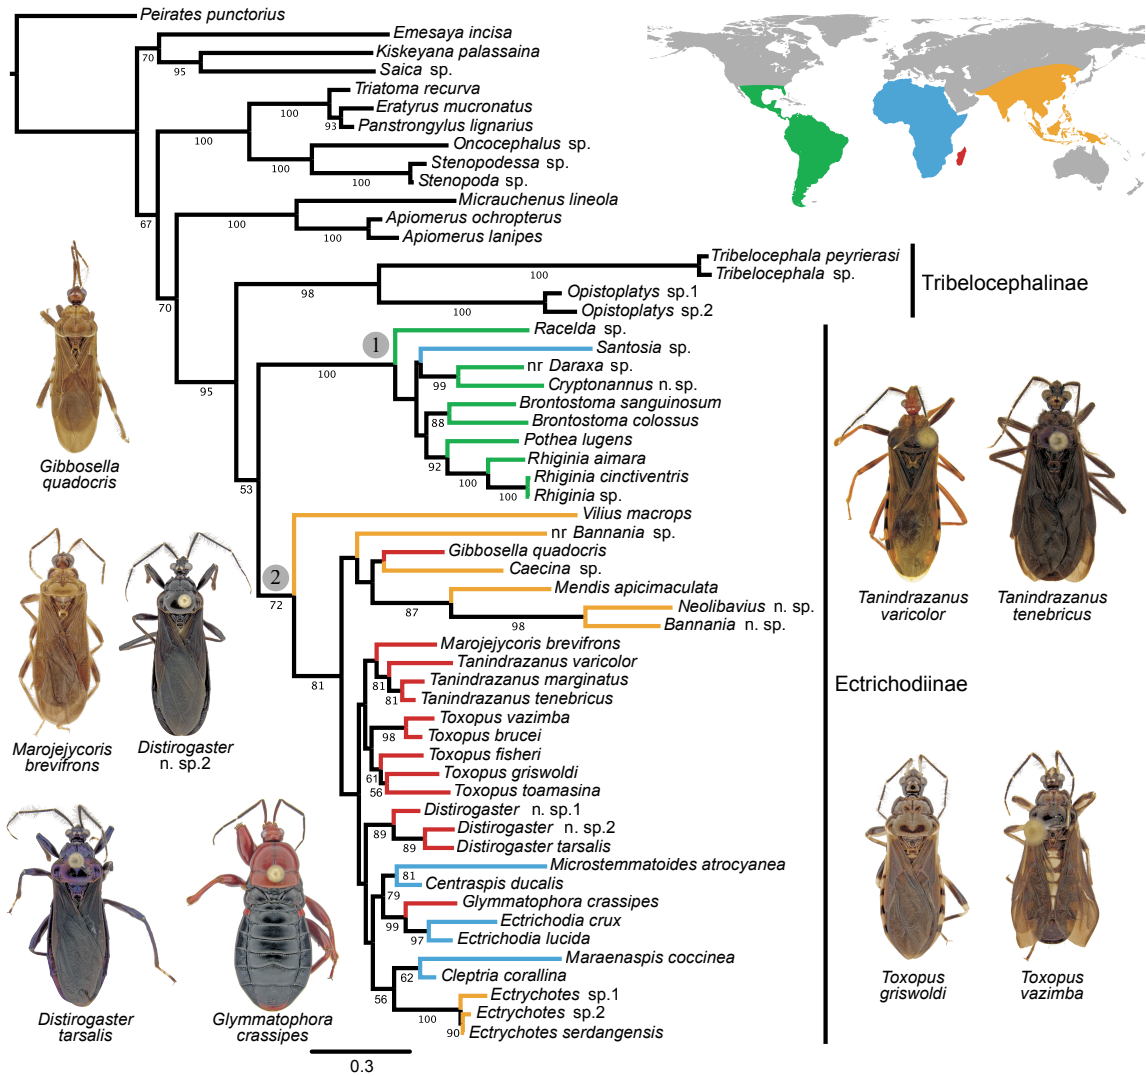 Peirates punctorius
Emesaya incisa
70
Kiskeyana palassaina
95
Saica sp.
Triatoma recurva
100
Eratyrus mucronatus
93
Panstrongylus lignarius
100
Oncocephalus sp.
100
Stenopodessa sp.
100
Stenopoda sp.
67
Micrauchenus lineola
100
Apiomerus ochropterus
100
Apiomerus lanipes
70
Tribelocephala peyrierasi
100
Tribelocephala sp.
98
Opistoplatys sp.1
100
Opistoplatys sp.2
Tribelocephalinae
95
Racelda sp.
1
Santosia sp.
100
nr Daraxa sp.
99
Cryptonannus n. sp.
Brontostoma sanguinosum
88
Brontostoma colossus
Pothea lugens
92
Rhiginia aimara
100
Rhiginia cinctiventris
100
Rhiginia sp.
53
Vilius macrops
nr Bannania sp.
2
Gibbosella quadocris
72
Caecina sp.
Mendis apicimaculata
87
Neolibavius n. sp.
98
Bannania n. sp.
81
Marojejycoris brevifrons
Tanindrazanus varicolor
81
Tanindrazanus marginatus
81
Tanindrazanus tenebricus
Toxopus vazimba
98
Toxopus brucei
Toxopus fisheri
61
Toxopus griswoldi
56
Toxopus toamasina
Distirogaster n. sp.1
89
Distirogaster n. sp.2
89
Distirogaster tarsalis
Microstemmatoides atrocyanea
81
Centraspis ducalis
79
Glymmatophora crassipes
99
Ectrichodia crux
97
Ectrichodia lucida
Maraenaspis coccinea
62
Cleptria corallina
56
Ectrychotes sp.1
100
Ectrychotes sp.2
90
Ectrychotes serdangensis
0.3
Ectrichodiinae
Gibbosella
quadocris
Marojejycoris
brevifrons
Distirogaster
n. sp.2
Distirogaster
tarsalis
Glymmatophora
crassipes
Tanindrazanus
varicolor
Tanindrazanus
tenebricus
Toxopus
griswoldi
Toxopus
vazimba